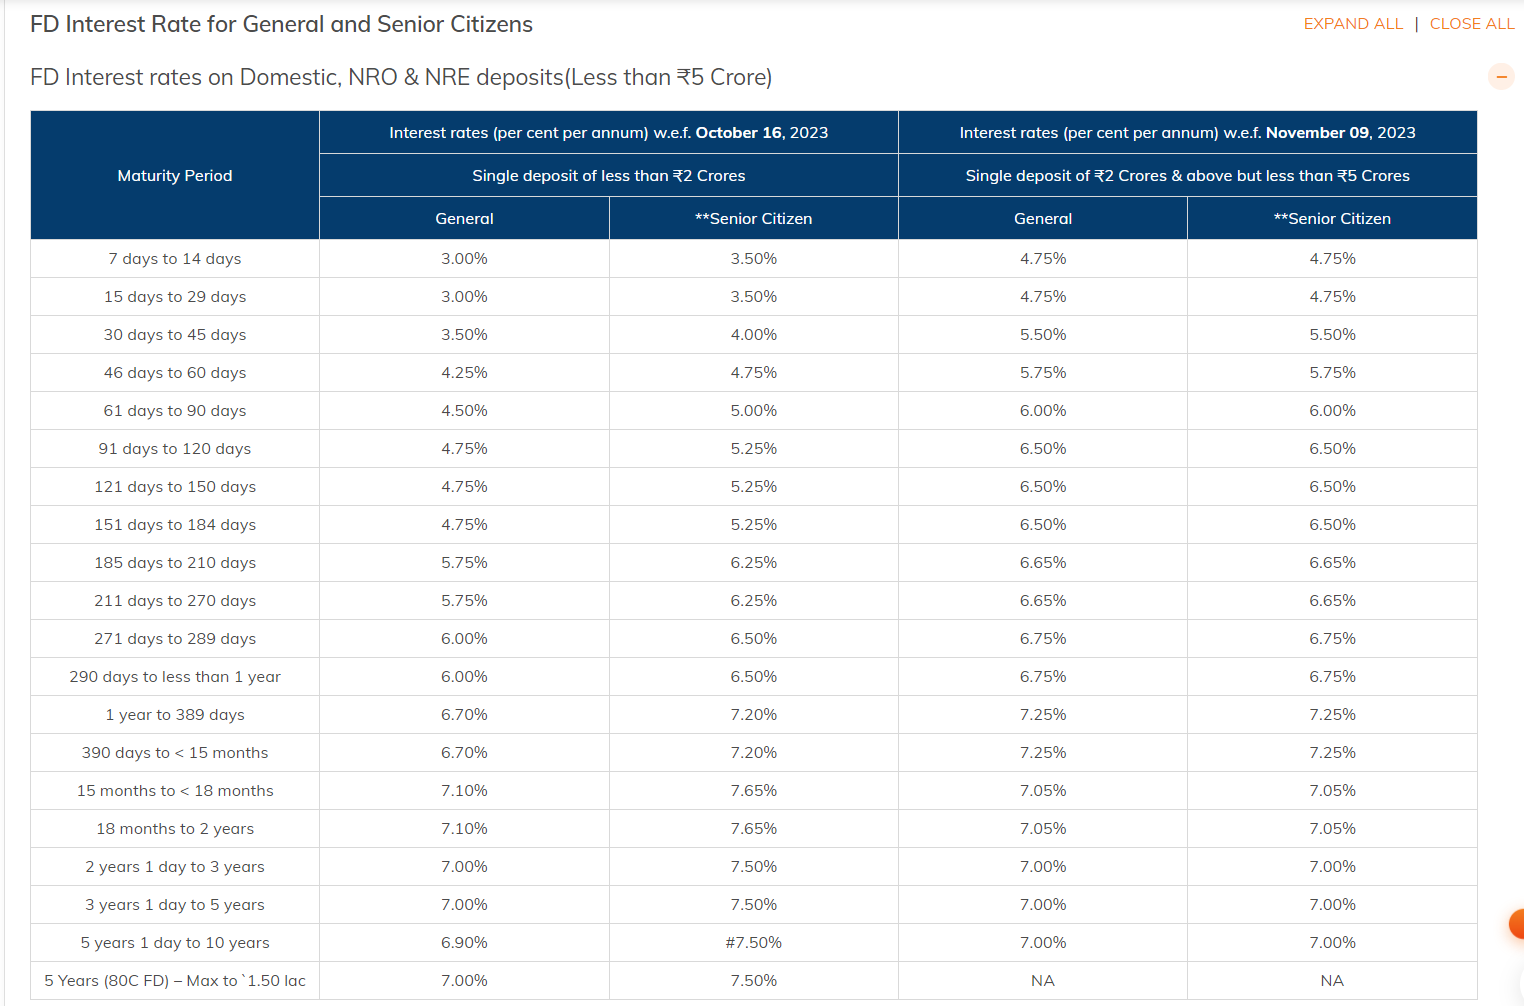 FD Interest Rate for General and Senior Citizens
EXPAND ALL | CLOSE ALL
FD Interest rates on Domestic, NRO & NRE deposits(Less than ₹5 Crore)
Maturity Period
Interest rates (per cent per annum) w.e.f. October 16, 2023
Interest rates (per cent per annum) w.e.f. November 09, 2023
Single deposit of less than ₹2 Crores
Single deposit of ₹2 Crores & above but less than ₹5 Crores
General **Senior Citizen General **Senior Citizen
7 days to 14 days 3.00% 3.50% 4.75% 4.75%
15 days to 29 days 3.00% 3.50% 4.75% 4.75%
30 days to 45 days 3.50% 4.00% 5.50% 5.50%
46 days to 60 days 4.25% 4.75% 5.75% 5.75%
61 days to 90 days 4.50% 5.00% 6.00% 6.00%
91 days to 120 days 4.75% 5.25% 6.50% 6.50%
121 days to 150 days 4.75% 5.25% 6.50% 6.50%
151 days to 184 days 4.75% 5.25% 6.50% 6.50%
185 days to 210 days 5.75% 6.25% 6.65% 6.65%
211 days to 270 days 5.75% 6.25% 6.65% 6.65%
271 days to 289 days 6.00% 6.50% 6.75% 6.75%
290 days to less than 1 year 6.00% 6.50% 6.75% 6.75%
1 year to 389 days 6.70% 7.20% 7.25% 7.25%
390 days to < 15 months 6.70% 7.20% 7.25% 7.25%
15 months to < 18 months 7.10% 7.65% 7.05% 7.05%
18 months to 2 years 7.10% 7.65% 7.05% 7.05%
2 years 1 day to 3 years 7.00% 7.50% 7.00% 7.00%
3 years 1 day to 5 years 7.00% 7.50% 7.00% 7.00%
5 years 1 day to 10 years 6.90% #7.50% 7.00% 7.00%
5 Years (80C FD) – Max to `1.50 lac 7.00% 7.50% NA NA